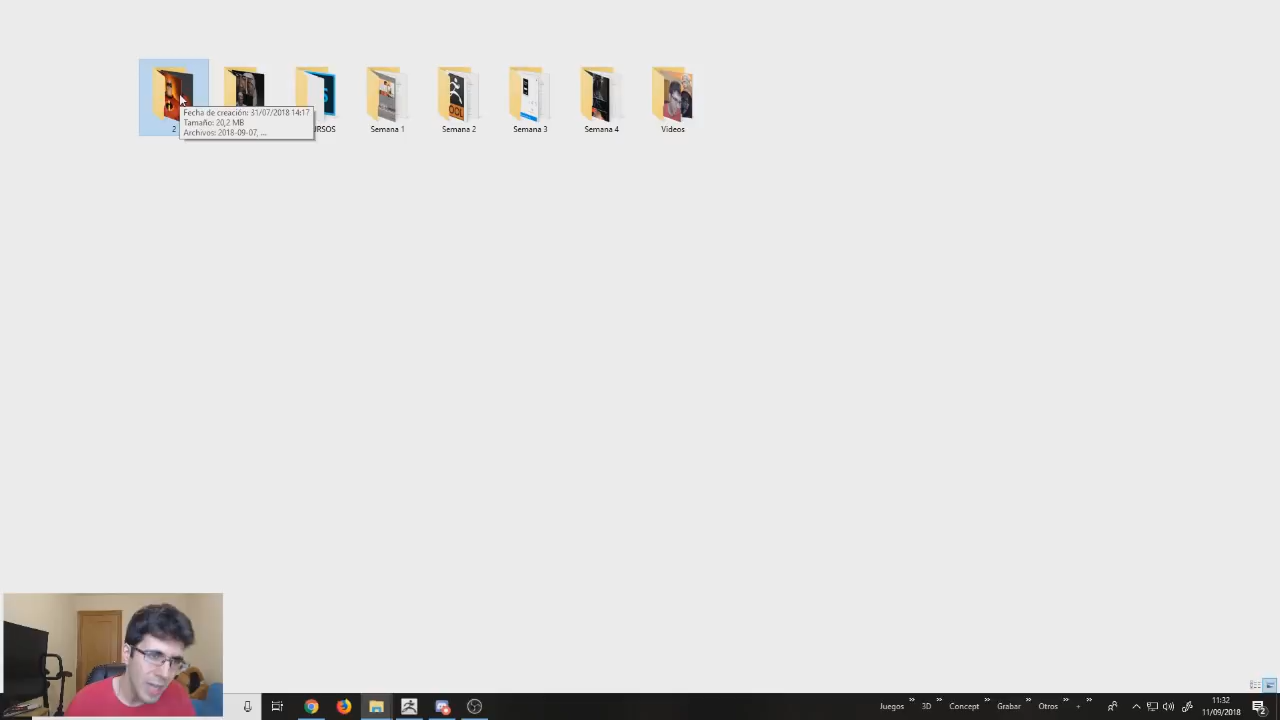 2
Fecha de creación: 31/07/2018 14:17
Tamaño: 20,2 MB
Archivos: 2018-09-07, ...
Semana 1
Semana 2
Semana 3
Semana 4
Videos
Juegos
3D
Concept
Grabar
Otros
11:32
11/09/2018